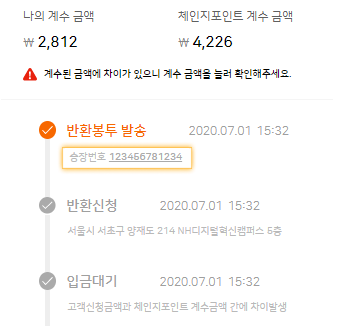 나의 계수 금액 체인지포인트 계수 금액
₩ 2,812 ₩ 4,226
계수된 금액에 차이가 있으니 계수 금액을 눌러 확인해주세요.
반환봉투 발송 2020.07.01 15:32
송장번호 123456781234
반환신청 2020.07.01 15:32
서울시 서초구 양재도 214 NH디지털혁신캠퍼스 5층
입금대기 2020.07.01 15:32
고객신청금액과 체인지포인트 계수금액 간에 차이발생